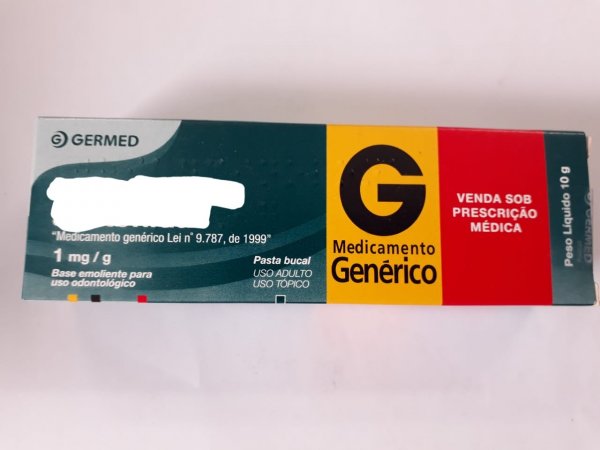 GERMED
"Medicamento genérico Lei n° 9.787, de 1999"
1 mg / g
Base emoliente para
uso odontológico
Pasta bucal
USO ADULTO
USO TÓPICO
G
Medicamento
Genérico
VENDA SOB
PRESCRIÇÃO
MÉDICA
Peso Líquido 10 g
GERMED